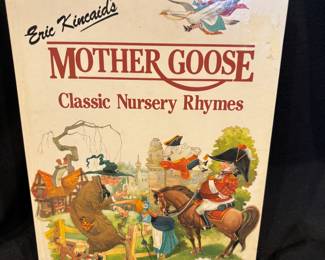 Eric Kincaid's
MOTHER GOOSE
Classic Nursery Rhymes